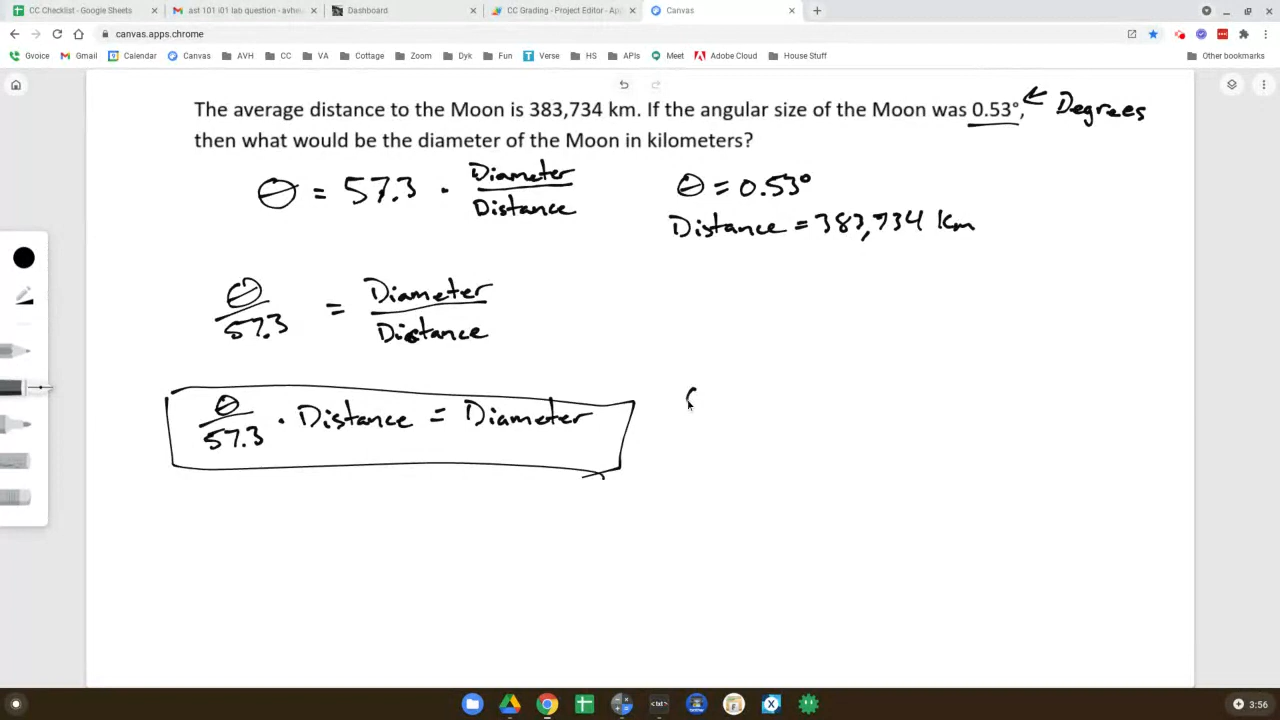 CC Checklist - Google Sheets
ast 101 i01 lab question - avheu
Dashboard
CC Grading - Project Editor - Ap
Canvas
canvas.apps.chrome
Gvoice
Gmail
Calendar
Canvas
AVH
CC
VA
Cottage
Zoom
Dyk
Fun
Verse
HS
APIs
Meet
Adobe Cloud
House Stuff
Other bookmarks
The average distance to the Moon is 383,734 km. If the angular size of the Moon was 0.53°, ← Degrees
then what would be the diameter of the Moon in kilometers?
θ = 57.3 · Diameter / Distance
θ = 0.53°
Distance = 383,734 km
θ / 57.3 = Diameter / Distance
θ / 57.3 · Distance = Diameter
<txt>
3:56